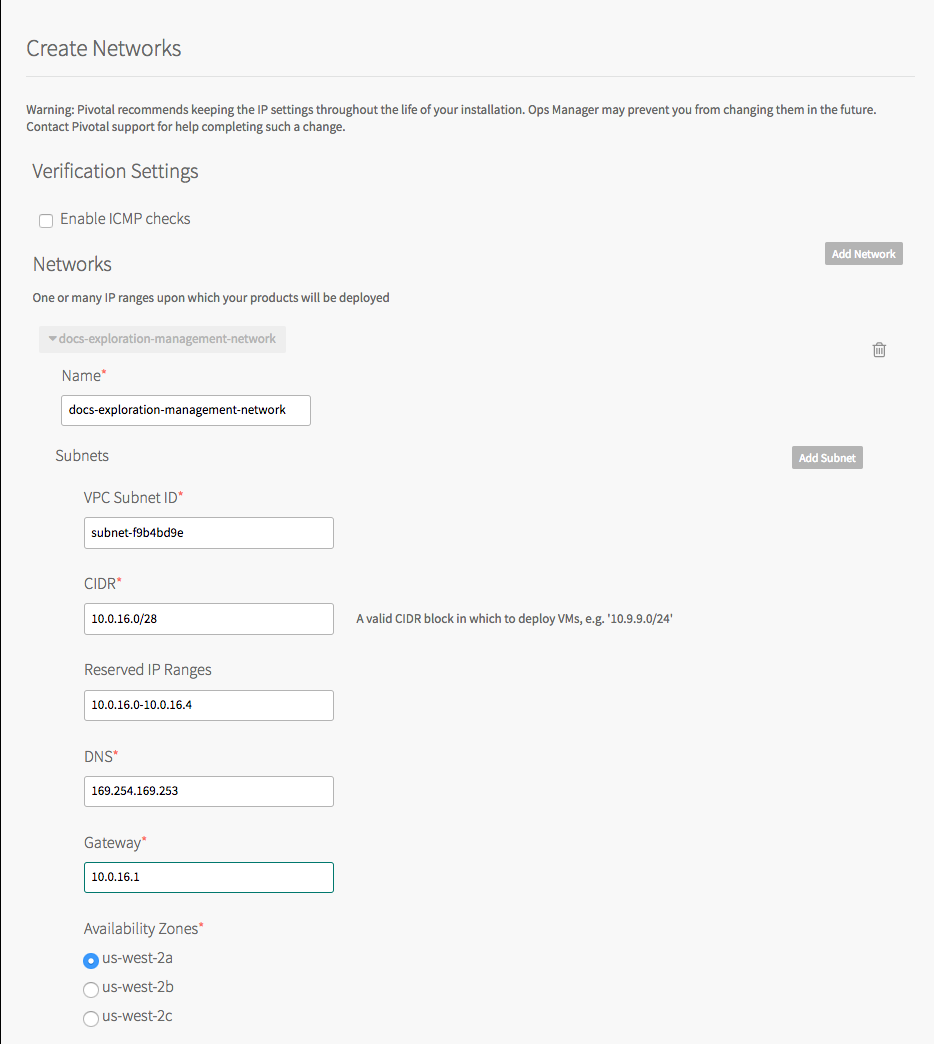 Create Networks
Warning: Pivotal recommends keeping the IP settings throughout the life of your installation. Ops Manager may prevent you from changing them in the future.
Contact Pivotal support for help completing such a change.
Verification Settings
Enable ICMP checks
Add Network
Networks
One or many IP ranges upon which your products will be deployed
docs-exploration-management-network
Name*
docs-exploration-management-network
Subnets
Add Subnet
VPC Subnet ID*
subnet-f9b4bd9e
CIDR*
10.0.16.0/28
A valid CIDR block in which to deploy VMs, e.g. '10.9.9.0/24'
Reserved IP Ranges
10.0.16.0-10.0.16.4
DNS*
169.254.169.253
Gateway*
10.0.16.1
Availability Zones*
us-west-2a
us-west-2b
us-west-2c